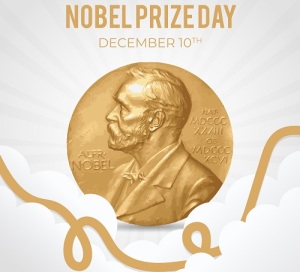 NOBEL PRIZE DAY
DECEMBER 10TH
ALFR.
NOBEL
NAT.
MDCCC
XXXIII
OB.
MDCCC
XCVI